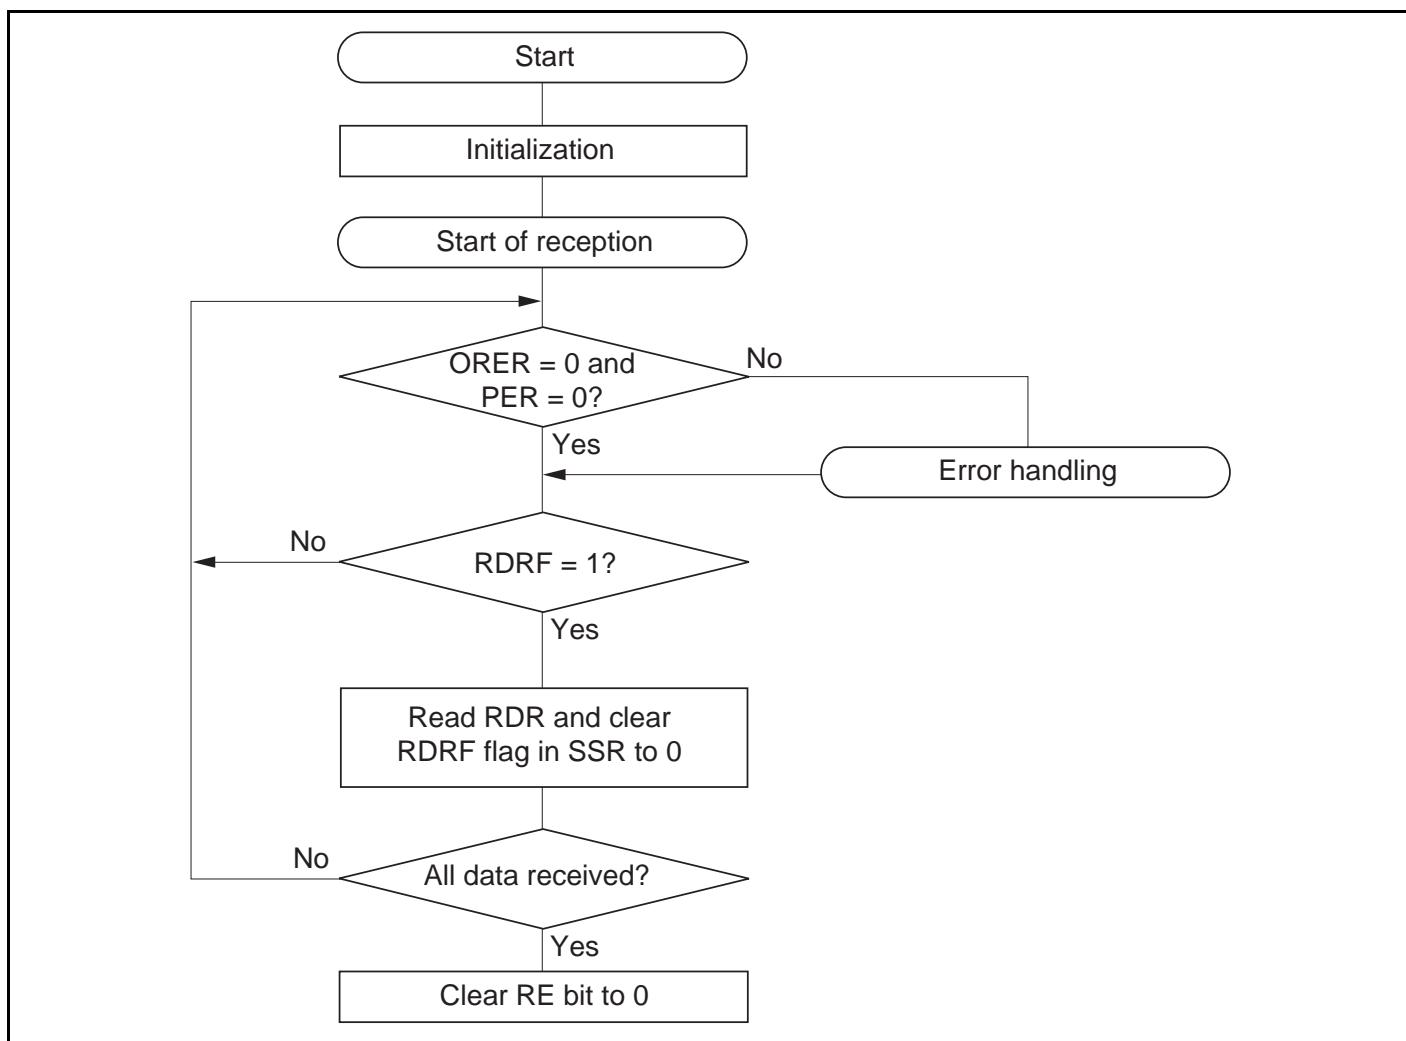 Start
Initialization
Start of reception
ORER = 0 and
PER = 0?
No
Yes
Error handling
No
RDRF = 1?
Yes
Read RDR and clear
RDRF flag in SSR to 0
No
All data received?
Yes
Clear RE bit to 0